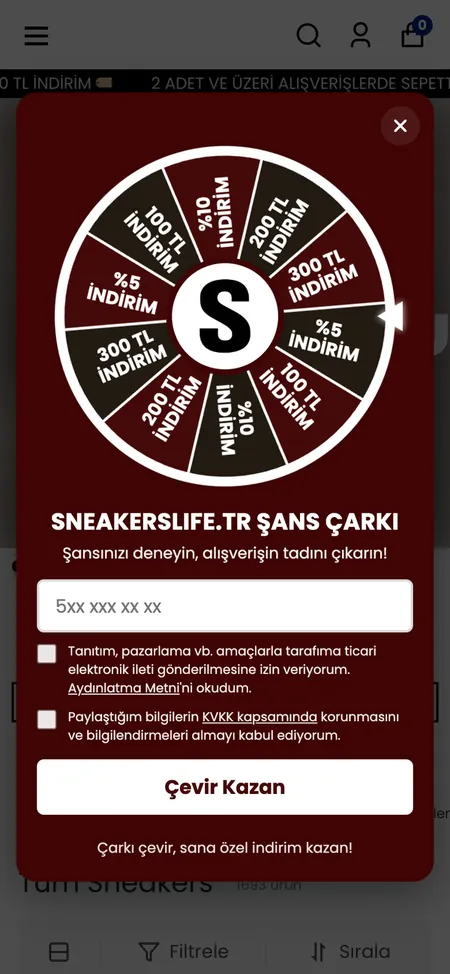 0
0 TL İNDİRİM
2 ADET VE ÜZERİ ALIŞVERİŞLERDE SEPETT
%10
İNDİRİM
200 TL
İNDİRİM
300 TL
İNDİRİM
%5
İNDİRİM
100 TL
İNDİRİM
%10
İNDİRİM
200 TL
İNDİRİM
300 TL
İNDİRİM
%5
İNDİRİM
100 TL
İNDİRİM
S
SNEAKERSLIFE.TR ŞANS ÇARKI
Şansınızı deneyin, alışverişin tadını çıkarın!
5xx xxx xx xx
Tanıtım, pazarlama vb. amaçlarla tarafıma ticari
elektronik ileti gönderilmesine izin veriyorum.
Aydınlatma Metni'ni okudum.
Paylaştığım bilgilerin KVKK kapsamında korunmasını
ve bilgilendirmeleri almayı kabul ediyorum.
Çevir Kazan
Çarkı çevir, sana özel indirim kazan!
Tüm Sneakers 1693 ürün
Filtrele
Sırala